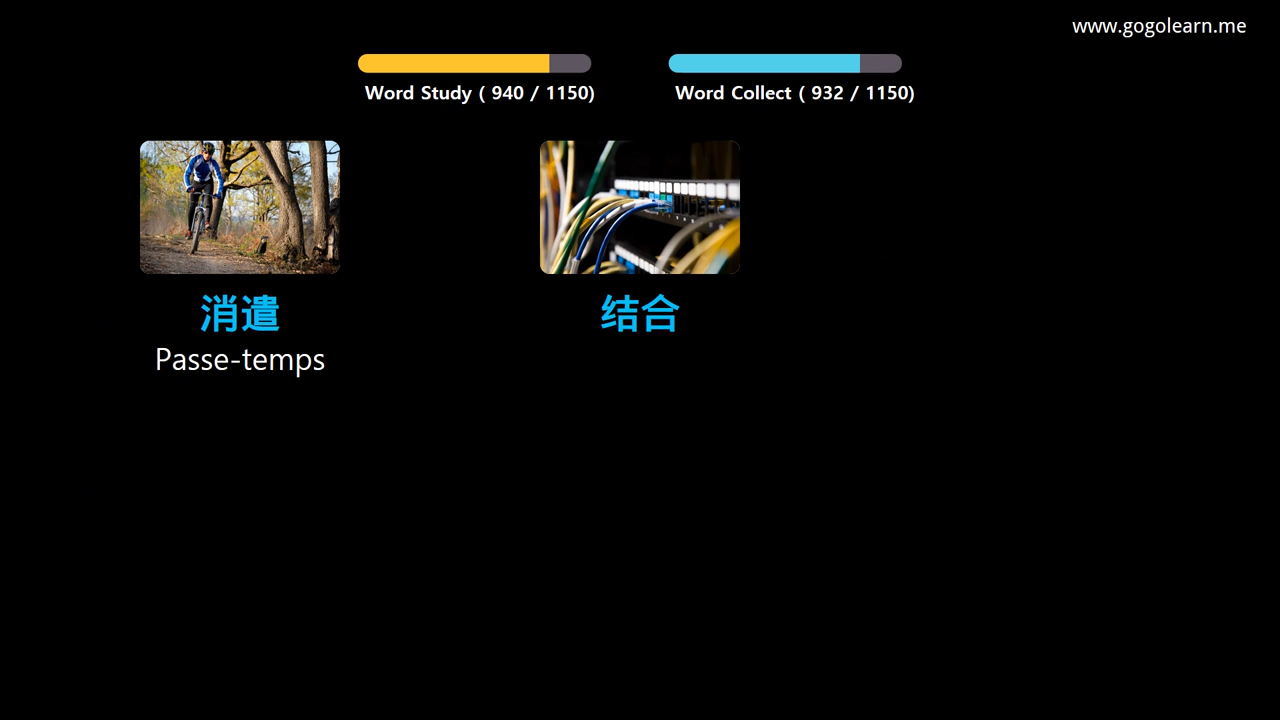 www.gogolearn.me
Word Study ( 940 / 1150)
Word Collect ( 932 / 1150)
消遣
结合
Passe-temps